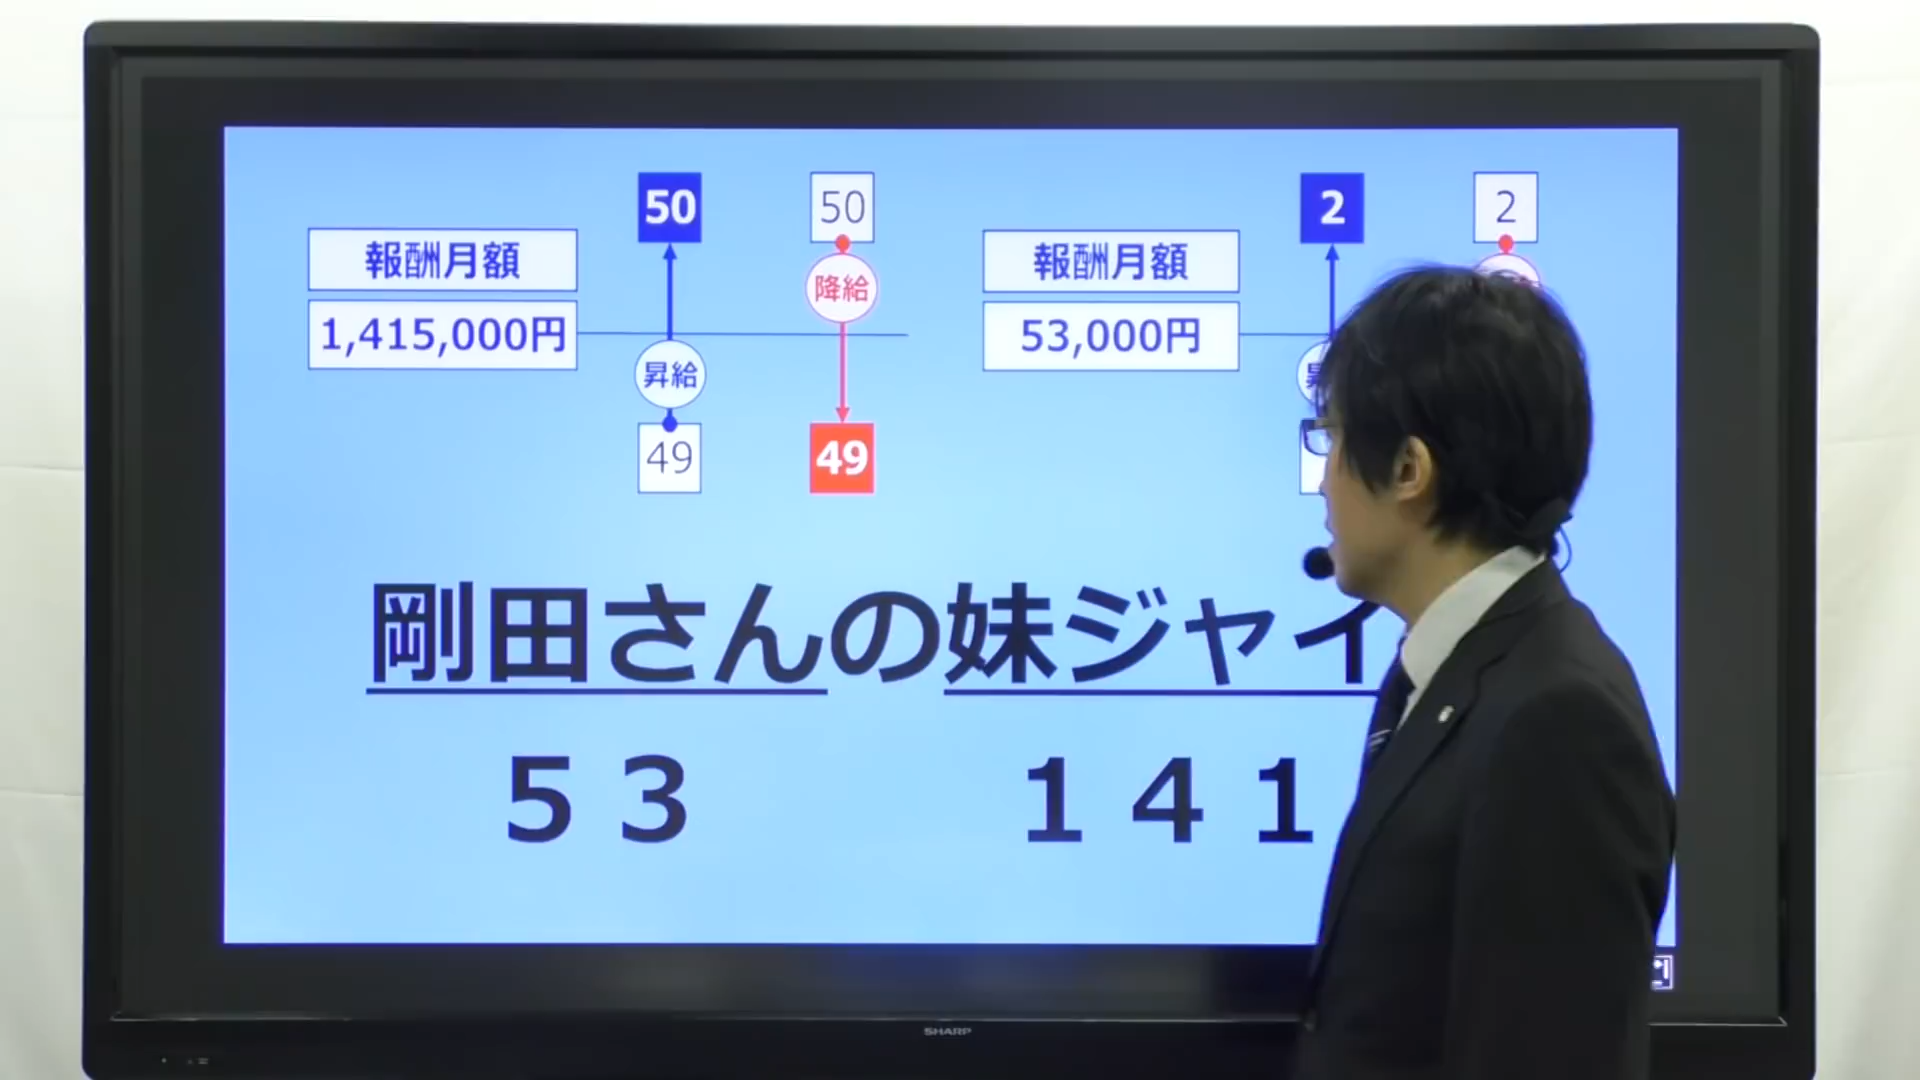 50 50 2 2
報酬月額 降給 報酬月額
1,415,000円 53,000円
昇給
49 49
剛田さんの妹ジャイ
５３ １４１
SHARP